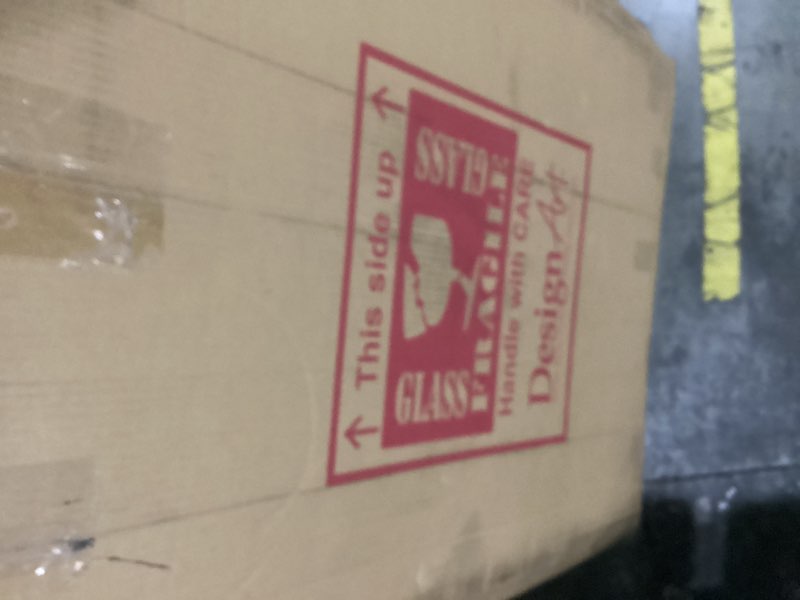 ↑ This side up ↑
GLASS GLASS
FRAGILE
Handle with CARE
Design Art